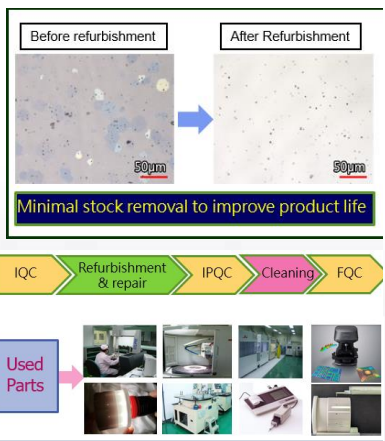 Before refurbishment
After Refurbishment
50μm
50μm
Minimal stock removal to improve product life
IQC
Refurbishment
& repair
IPQC
Cleaning
FQC
Used
Parts